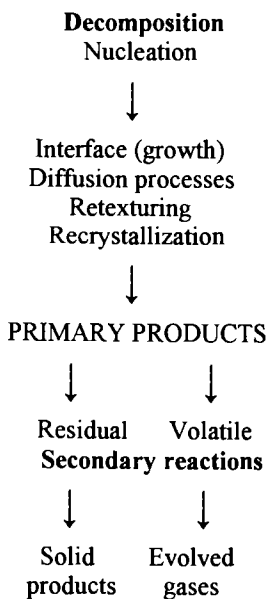 Decomposition
Nucleation
Interface (growth)
Diffusion processes
Retexturing
Recrystallization
PRIMARY PRODUCTS
Residual Volatile
Secondary reactions
Solid Evolved
products gases